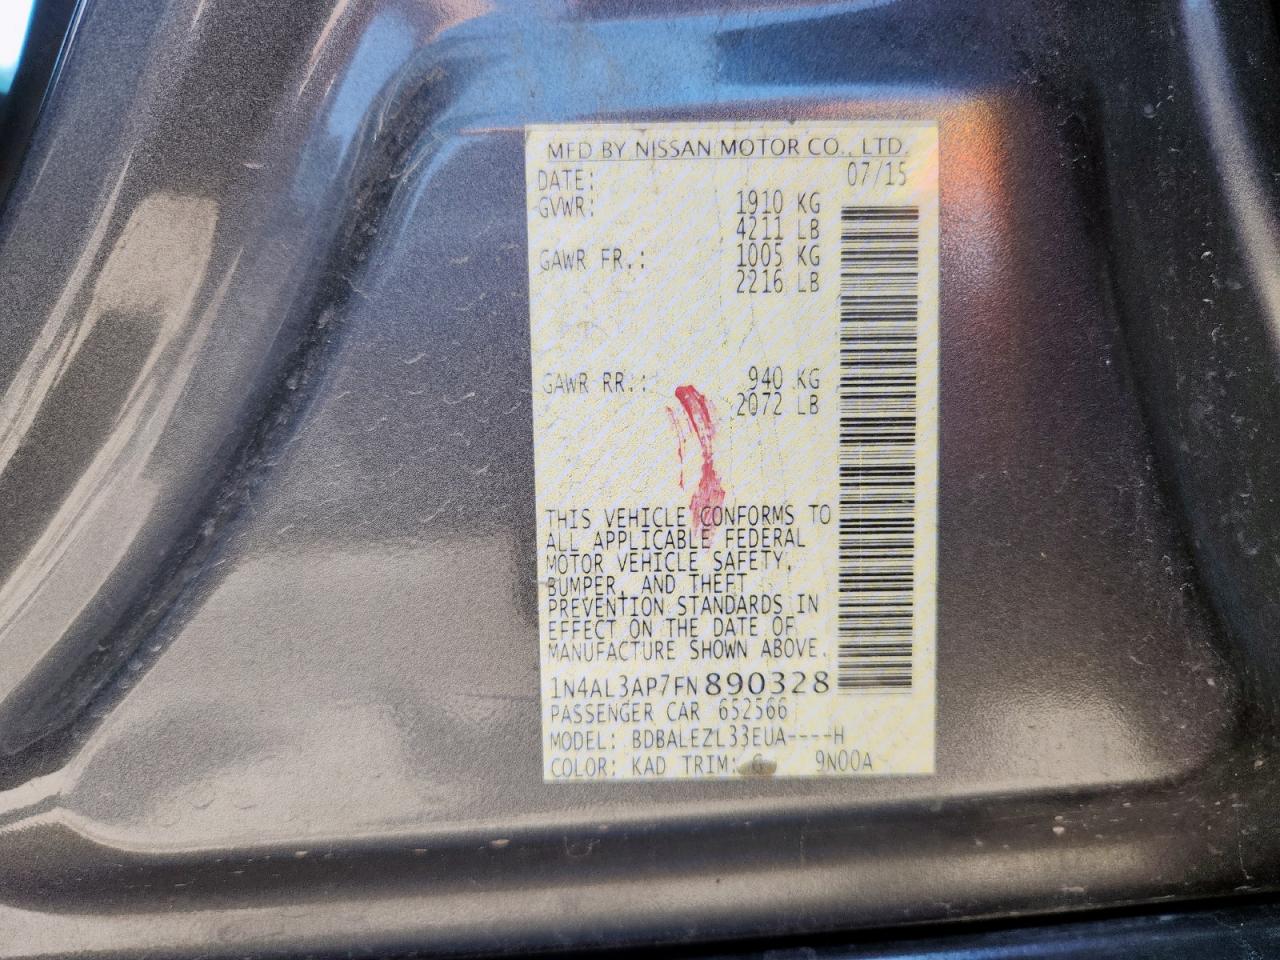 MFD BY NISSAN MOTOR CO., LTD.
DATE: 07/15
GVWR: 1910 KG
4211 LB
GAWR FR.: 1005 KG
2216 LB
GAWR RR.: 940 KG
2072 LB
THIS VEHICLE CONFORMS TO
ALL APPLICABLE FEDERAL
MOTOR VEHICLE SAFETY,
BUMPER, AND THEFT
PREVENTION STANDARDS IN
EFFECT ON THE DATE OF
MANUFACTURE SHOWN ABOVE.
1N4AL3AP7FN890328
PASSENGER CAR 652566
MODEL: BDBALEZL33EUA----H
COLOR: KAD TRIM: G 9N00A